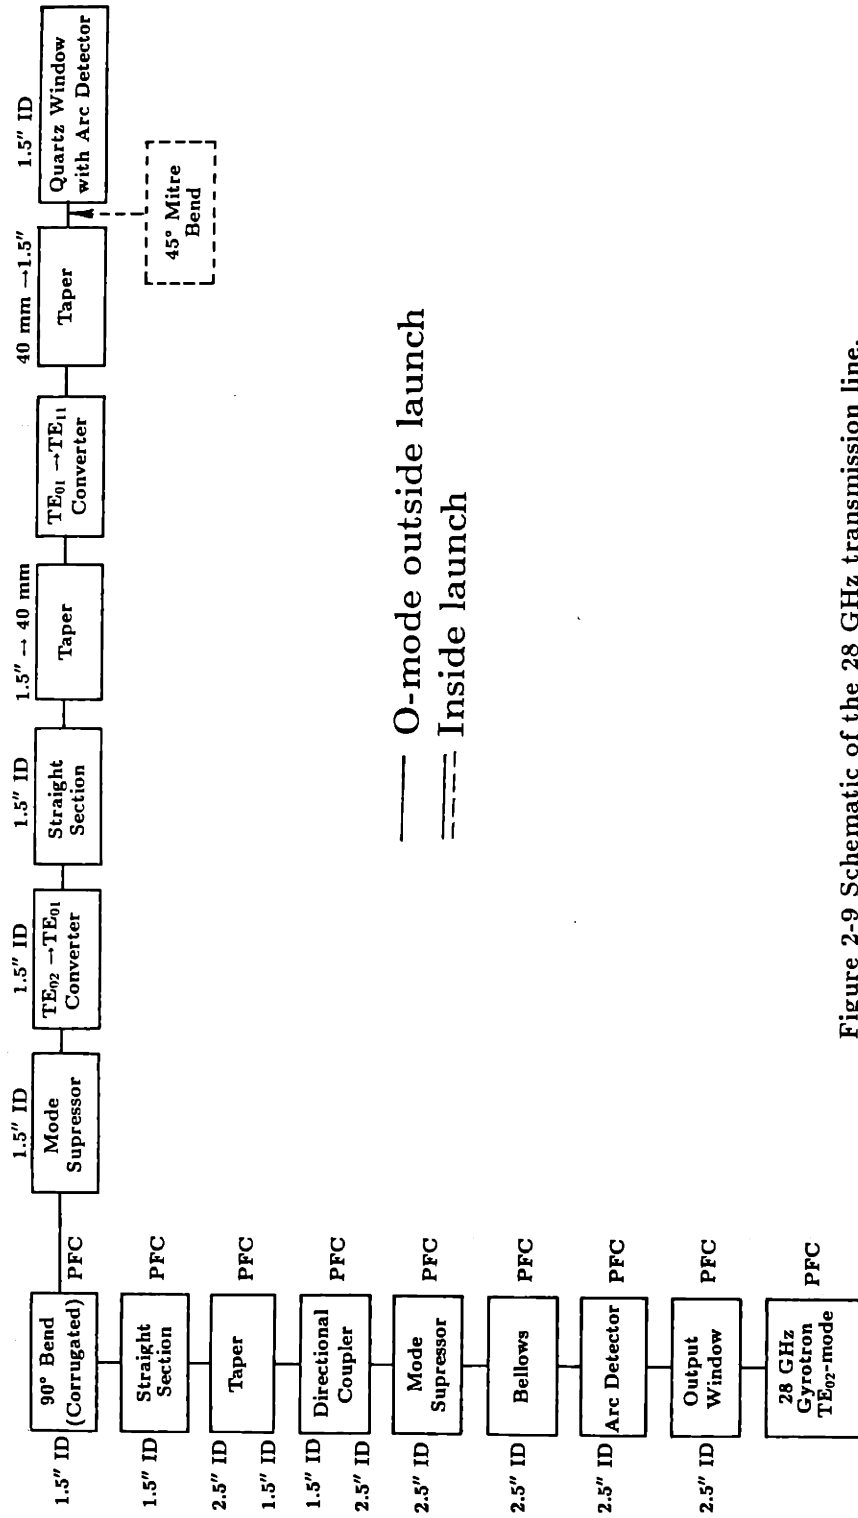 90° Bend
(Corrugated)
1.5″ ID
PFC
Straight
Section
1.5″ ID
PFC
Taper
2.5″ ID
1.5″ ID
PFC
Directional
Coupler
1.5″ ID
2.5″ ID
PFC
Mode
Supressor
2.5″ ID
PFC
Bellows
2.5″ ID
PFC
Arc Detector
2.5″ ID
PFC
Output
Window
2.5″ ID
PFC
28 GHz
Gyrotron
TE₀₂-mode
PFC
1.5″ ID
Mode
Supressor
1.5″ ID
TE₀₂ →TE₀₁
Converter
1.5″ ID
Straight
Section
1.5″ → 40 mm
Taper
TE₀₁ →TE₁₁
Converter
40 mm →1.5″
Taper
1.5″ ID
Quartz Window
with Arc Detector
45° Mitre
Bend
O-mode outside launch
Inside launch
Figure 2-9 Schematic of the 28 GHz transmission line.